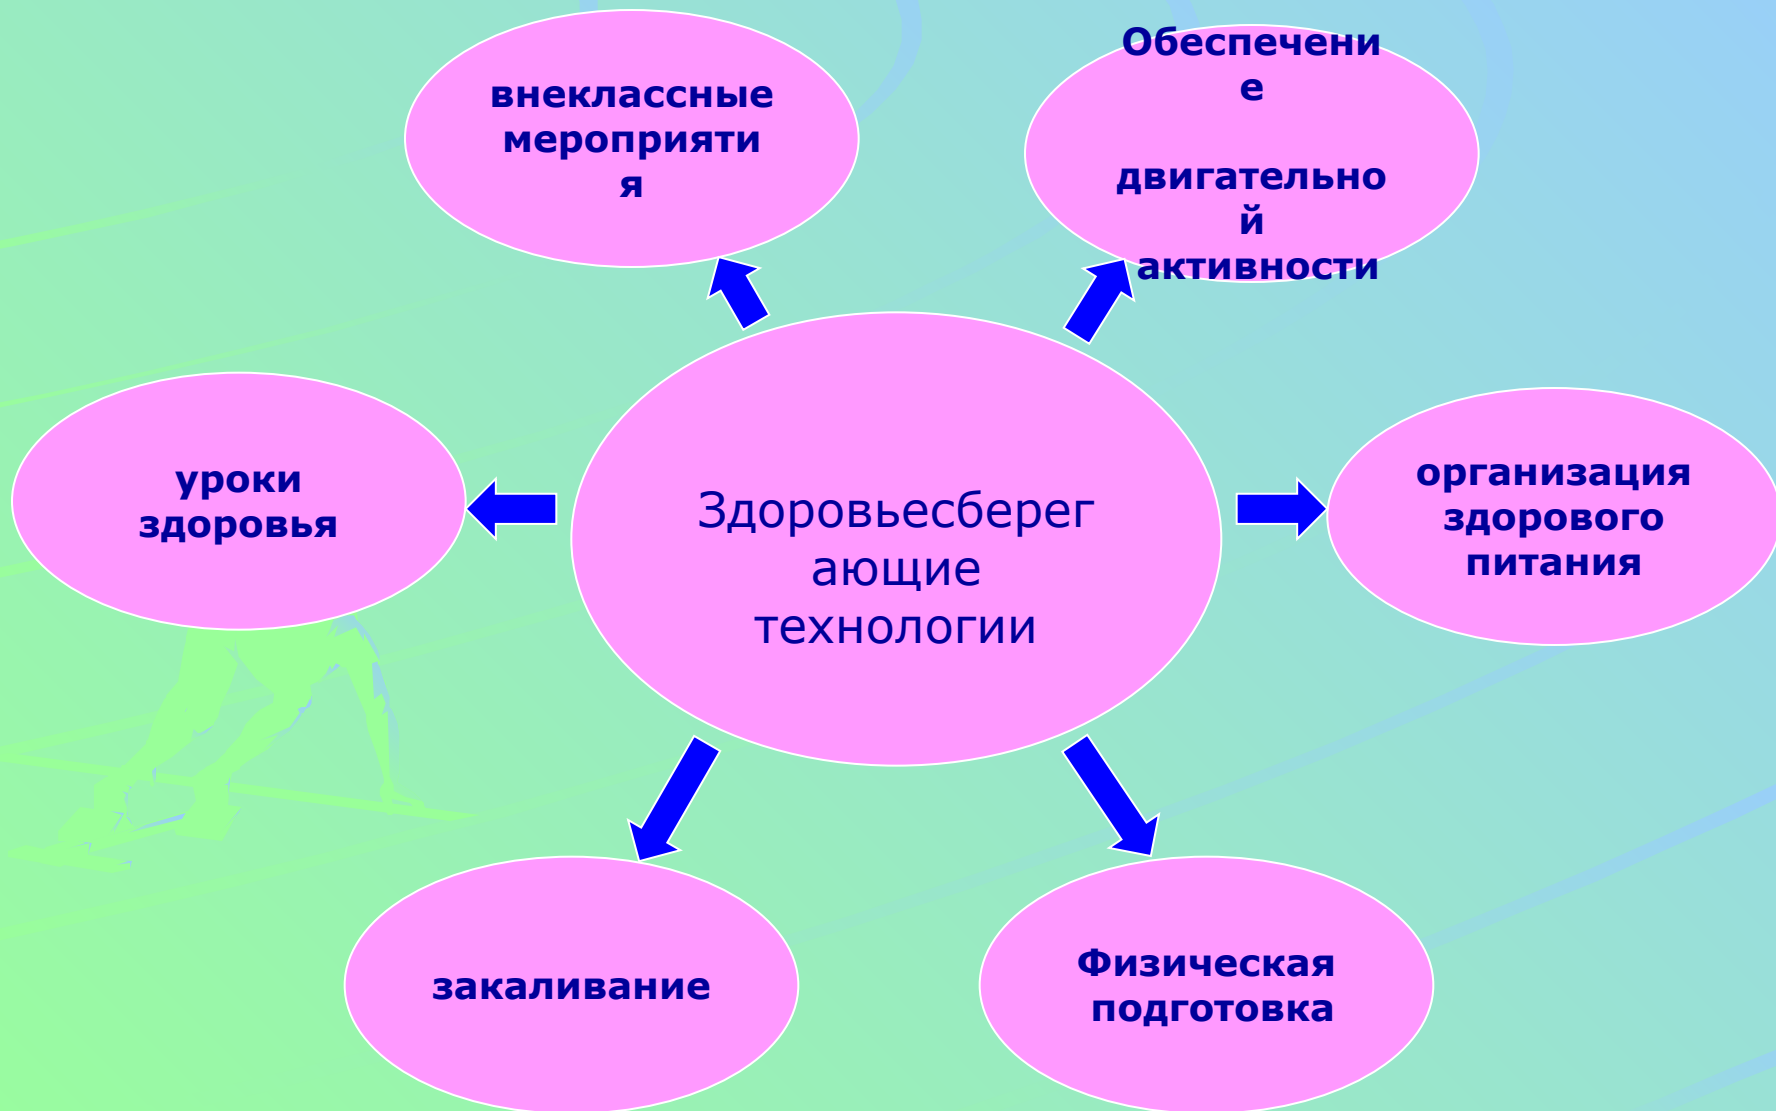 внеклассные
мероприяти
я
Обеспечени
е
двигательно
й
активности
уроки
здоровья
Здоровьесберег
ающие
технологии
организация
здорового
питания
закаливание
Физическая
подготовка